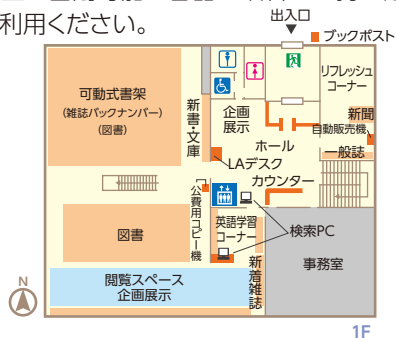 利用ください。
出入口
ブックポスト
リフレッシュ
コーナー
可動式書架
(雑誌バックナンバー)
(図書)
新書・文庫
企画
展示
新聞
自動販売機
ホール
一般誌
LAデスク
カウンター
公費用コピー機
英語学習
コーナー
検索PC
図書
新着雑誌
事務室
閲覧スペース
企画展示
N
1F